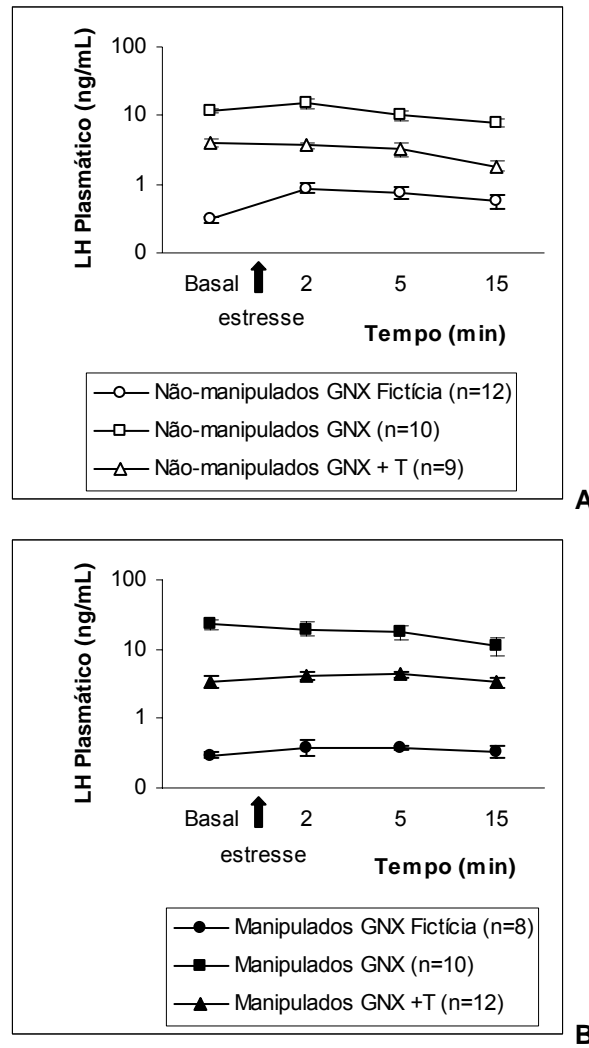 100
10
1
0
LH Plasmático (ng/mL)
Basal 2 5 15
estresse
Tempo (min)
Não-manipulados GNX Fictícia (n=12)
Não-manipulados GNX (n=10)
Não-manipulados GNX + T (n=9)
A
100
10
1
0
LH Plasmático (ng/mL)
Basal 2 5 15
estresse
Tempo (min)
Manipulados GNX Fictícia (n=8)
Manipulados GNX (n=10)
Manipulados GNX +T (n=12)
B